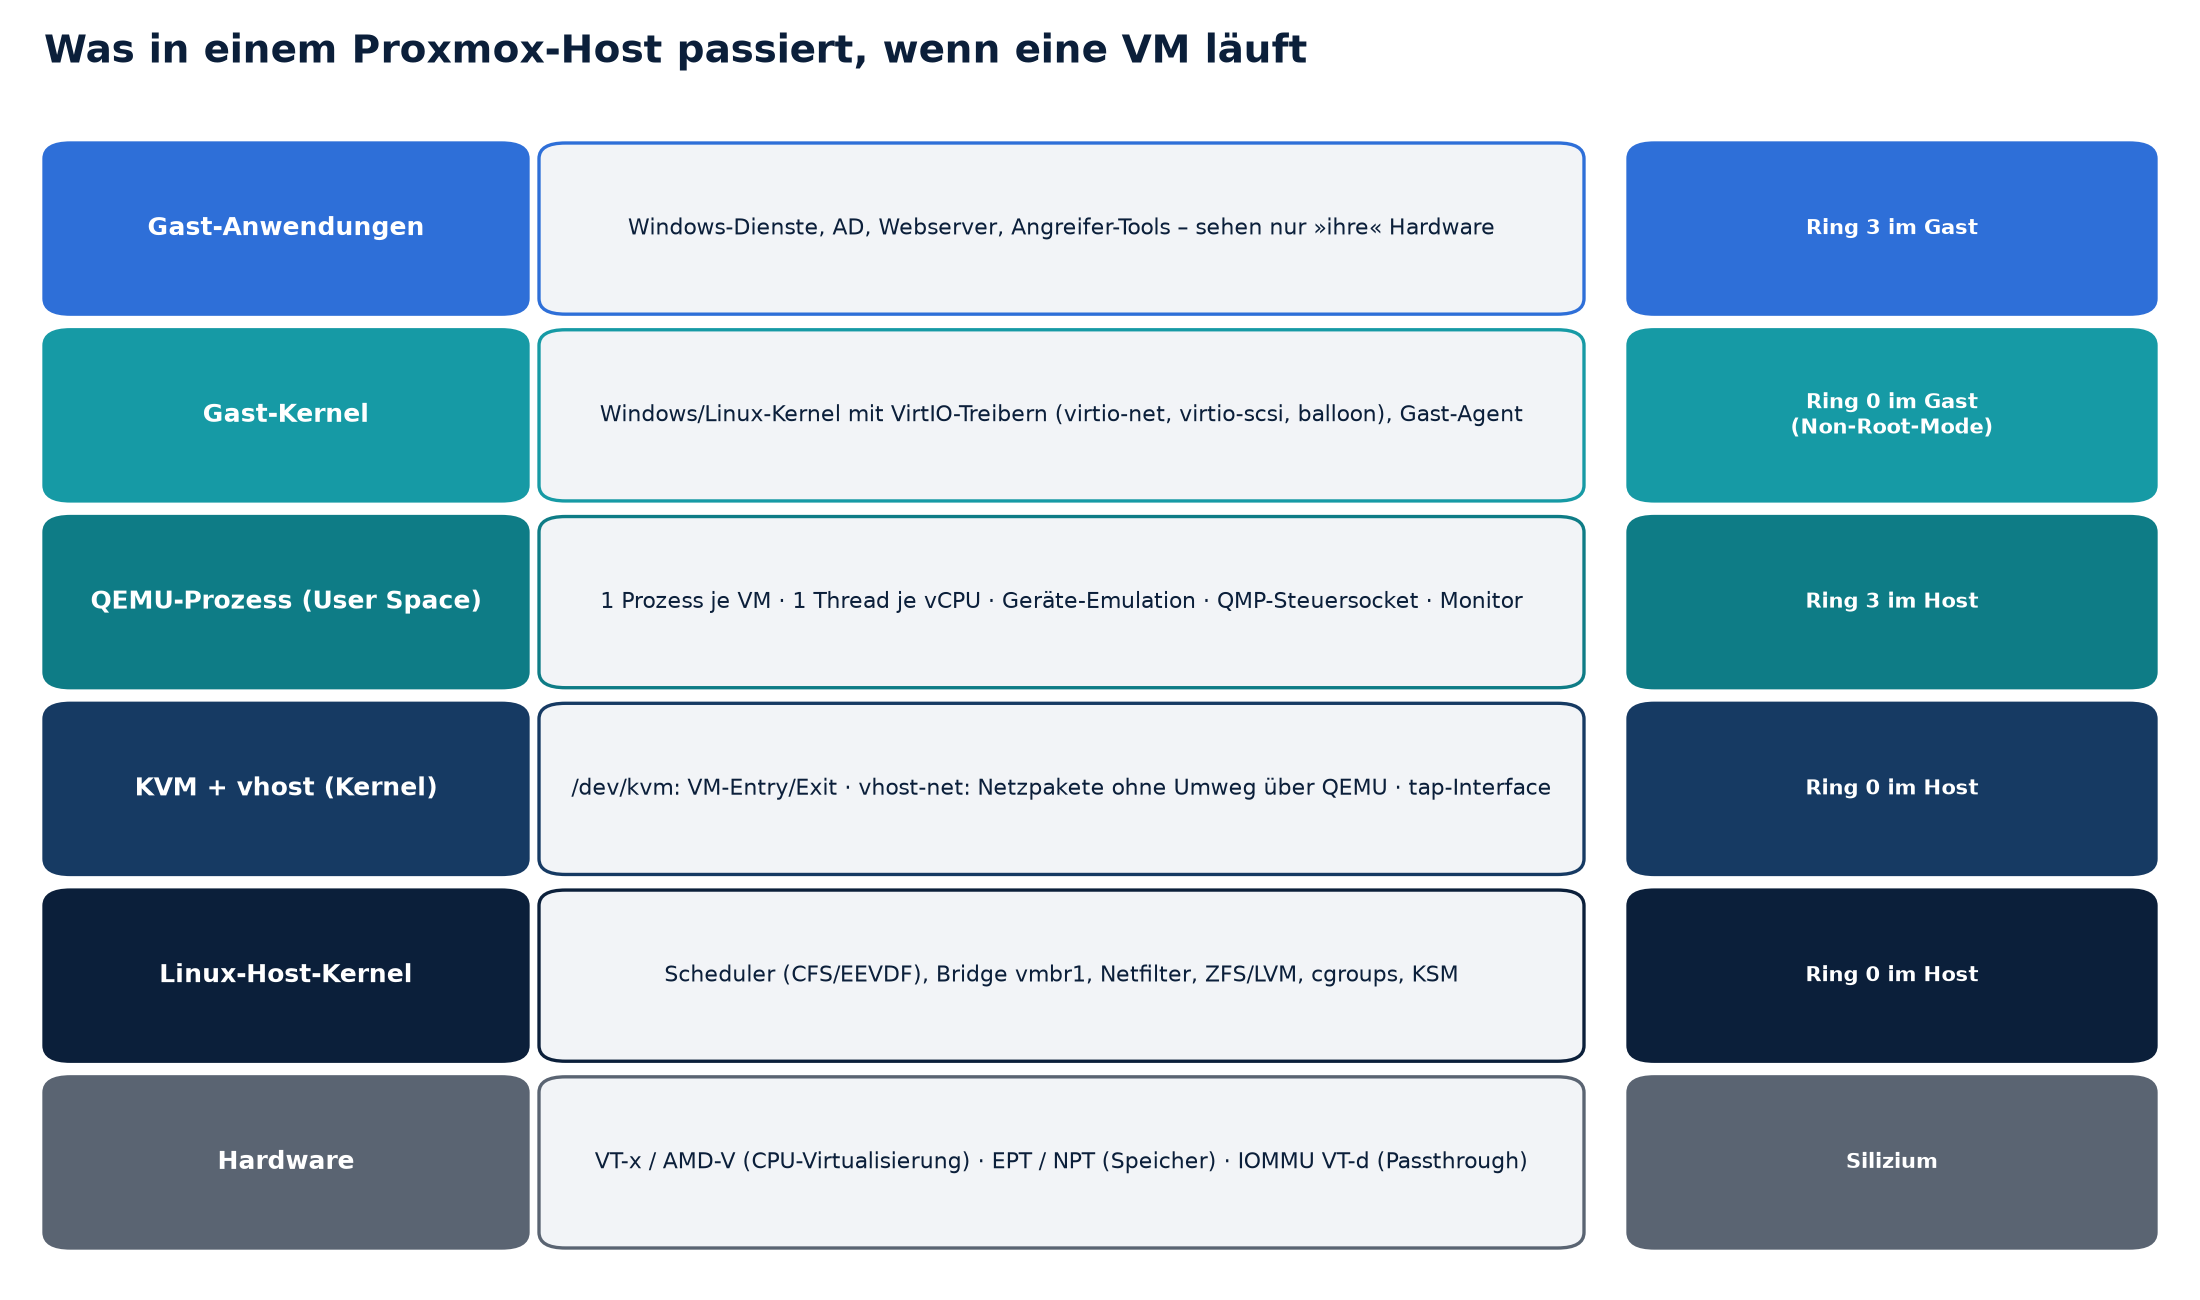 Was in einem Proxmox-Host passiert, wenn eine VM läuft
Gast-Anwendungen
Windows-Dienste, AD, Webserver, Angreifer-Tools – sehen nur »ihre« Hardware
Ring 3 im Gast
Gast-Kernel
Windows/Linux-Kernel mit VirtIO-Treibern (virtio-net, virtio-scsi, balloon), Gast-Agent
Ring 0 im Gast
(Non-Root-Mode)
QEMU-Prozess (User Space)
1 Prozess je VM · 1 Thread je vCPU · Geräte-Emulation · QMP-Steuersocket · Monitor
Ring 3 im Host
KVM + vhost (Kernel)
/dev/kvm: VM-Entry/Exit · vhost-net: Netzpakete ohne Umweg über QEMU · tap-Interface
Ring 0 im Host
Linux-Host-Kernel
Scheduler (CFS/EEVDF), Bridge vmbr1, Netfilter, ZFS/LVM, cgroups, KSM
Ring 0 im Host
Hardware
VT-x / AMD-V (CPU-Virtualisierung) · EPT / NPT (Speicher) · IOMMU VT-d (Passthrough)
Silizium